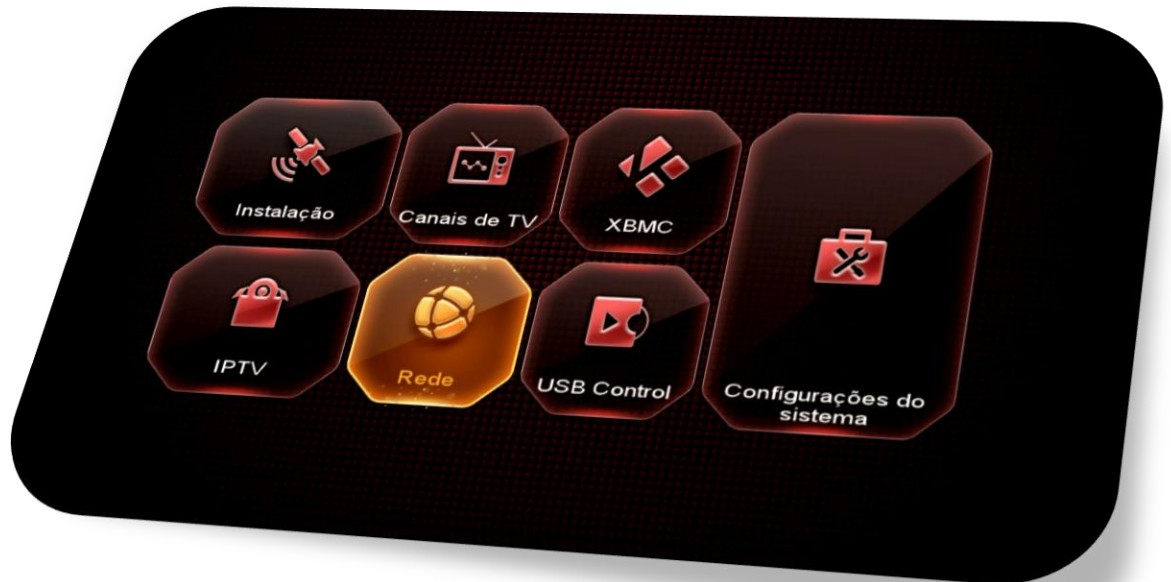 Instalação
Canais de TV
XBMC
IPTV
Rede
USB Control
Configurações do
sistema